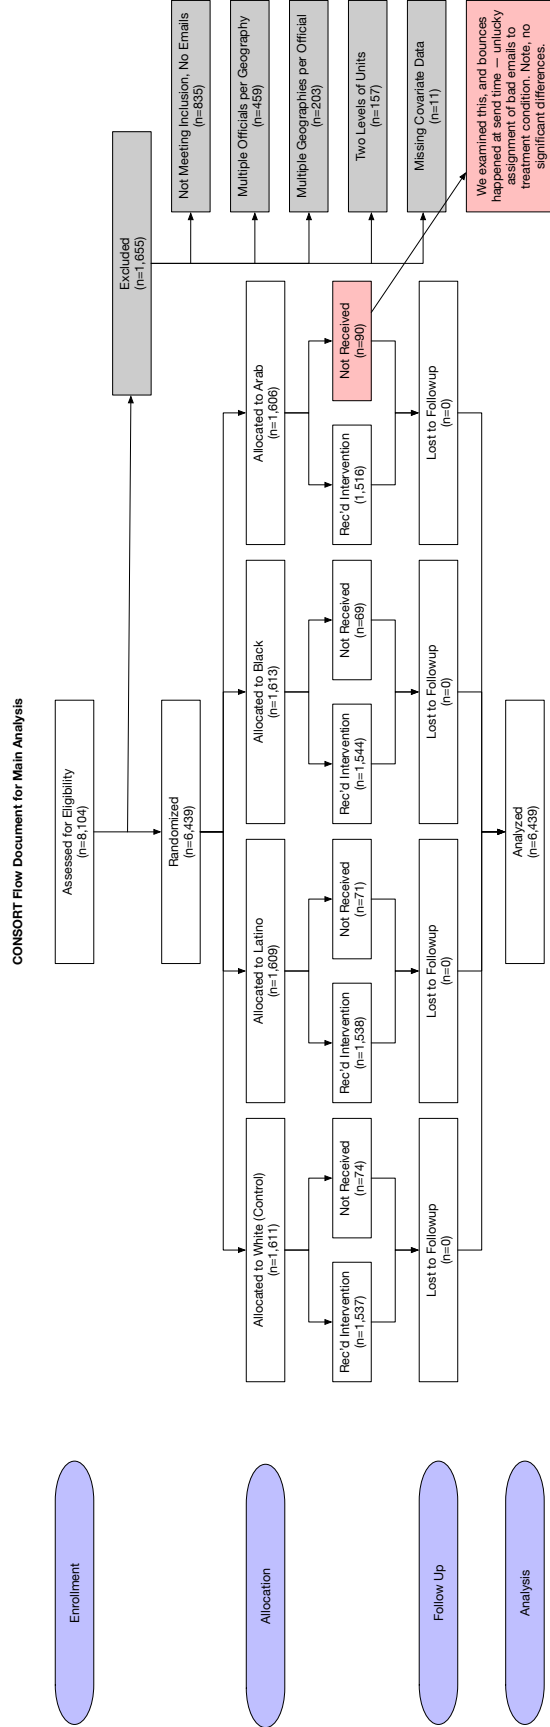 CONSORT Flow Document for Main Analysis
Enrollment
Assessed for Eligibility
(n=8,104)
Excluded
(n=1,655)
Not Meeting Inclusion, No Emails
(n=835)
Multiple Officials per Geography
(n=459)
Multiple Geographies per Official
(n=203)
Two Levels of Units
(n=157)
Missing Covariate Data
(n=11)
Randomized
(n=6,439)
Allocation
Allocated to White (Control)
(n=1,611)
Allocated to Latino
(n=1,609)
Allocated to Black
(n=1,613)
Allocated to Arab
(n=1,606)
Rec'd Intervention
(n=1,537)
Not Received
(n=74)
Rec'd Intervention
(n=1,538)
Not Received
(n=71)
Rec'd Intervention
(n=1,544)
Not Received
(n=69)
Rec'd Intervention
(1,516)
Not Received
(n=90)
We examined this, and bounces
happened at send time — unlucky
assignment of bad emails to
treatment condition. Note, no
significant differences.
Follow Up
Lost to Followup
(n=0)
Lost to Followup
(n=0)
Lost to Followup
(n=0)
Lost to Followup
(n=0)
Analysis
Analyzed
(n=6,439)